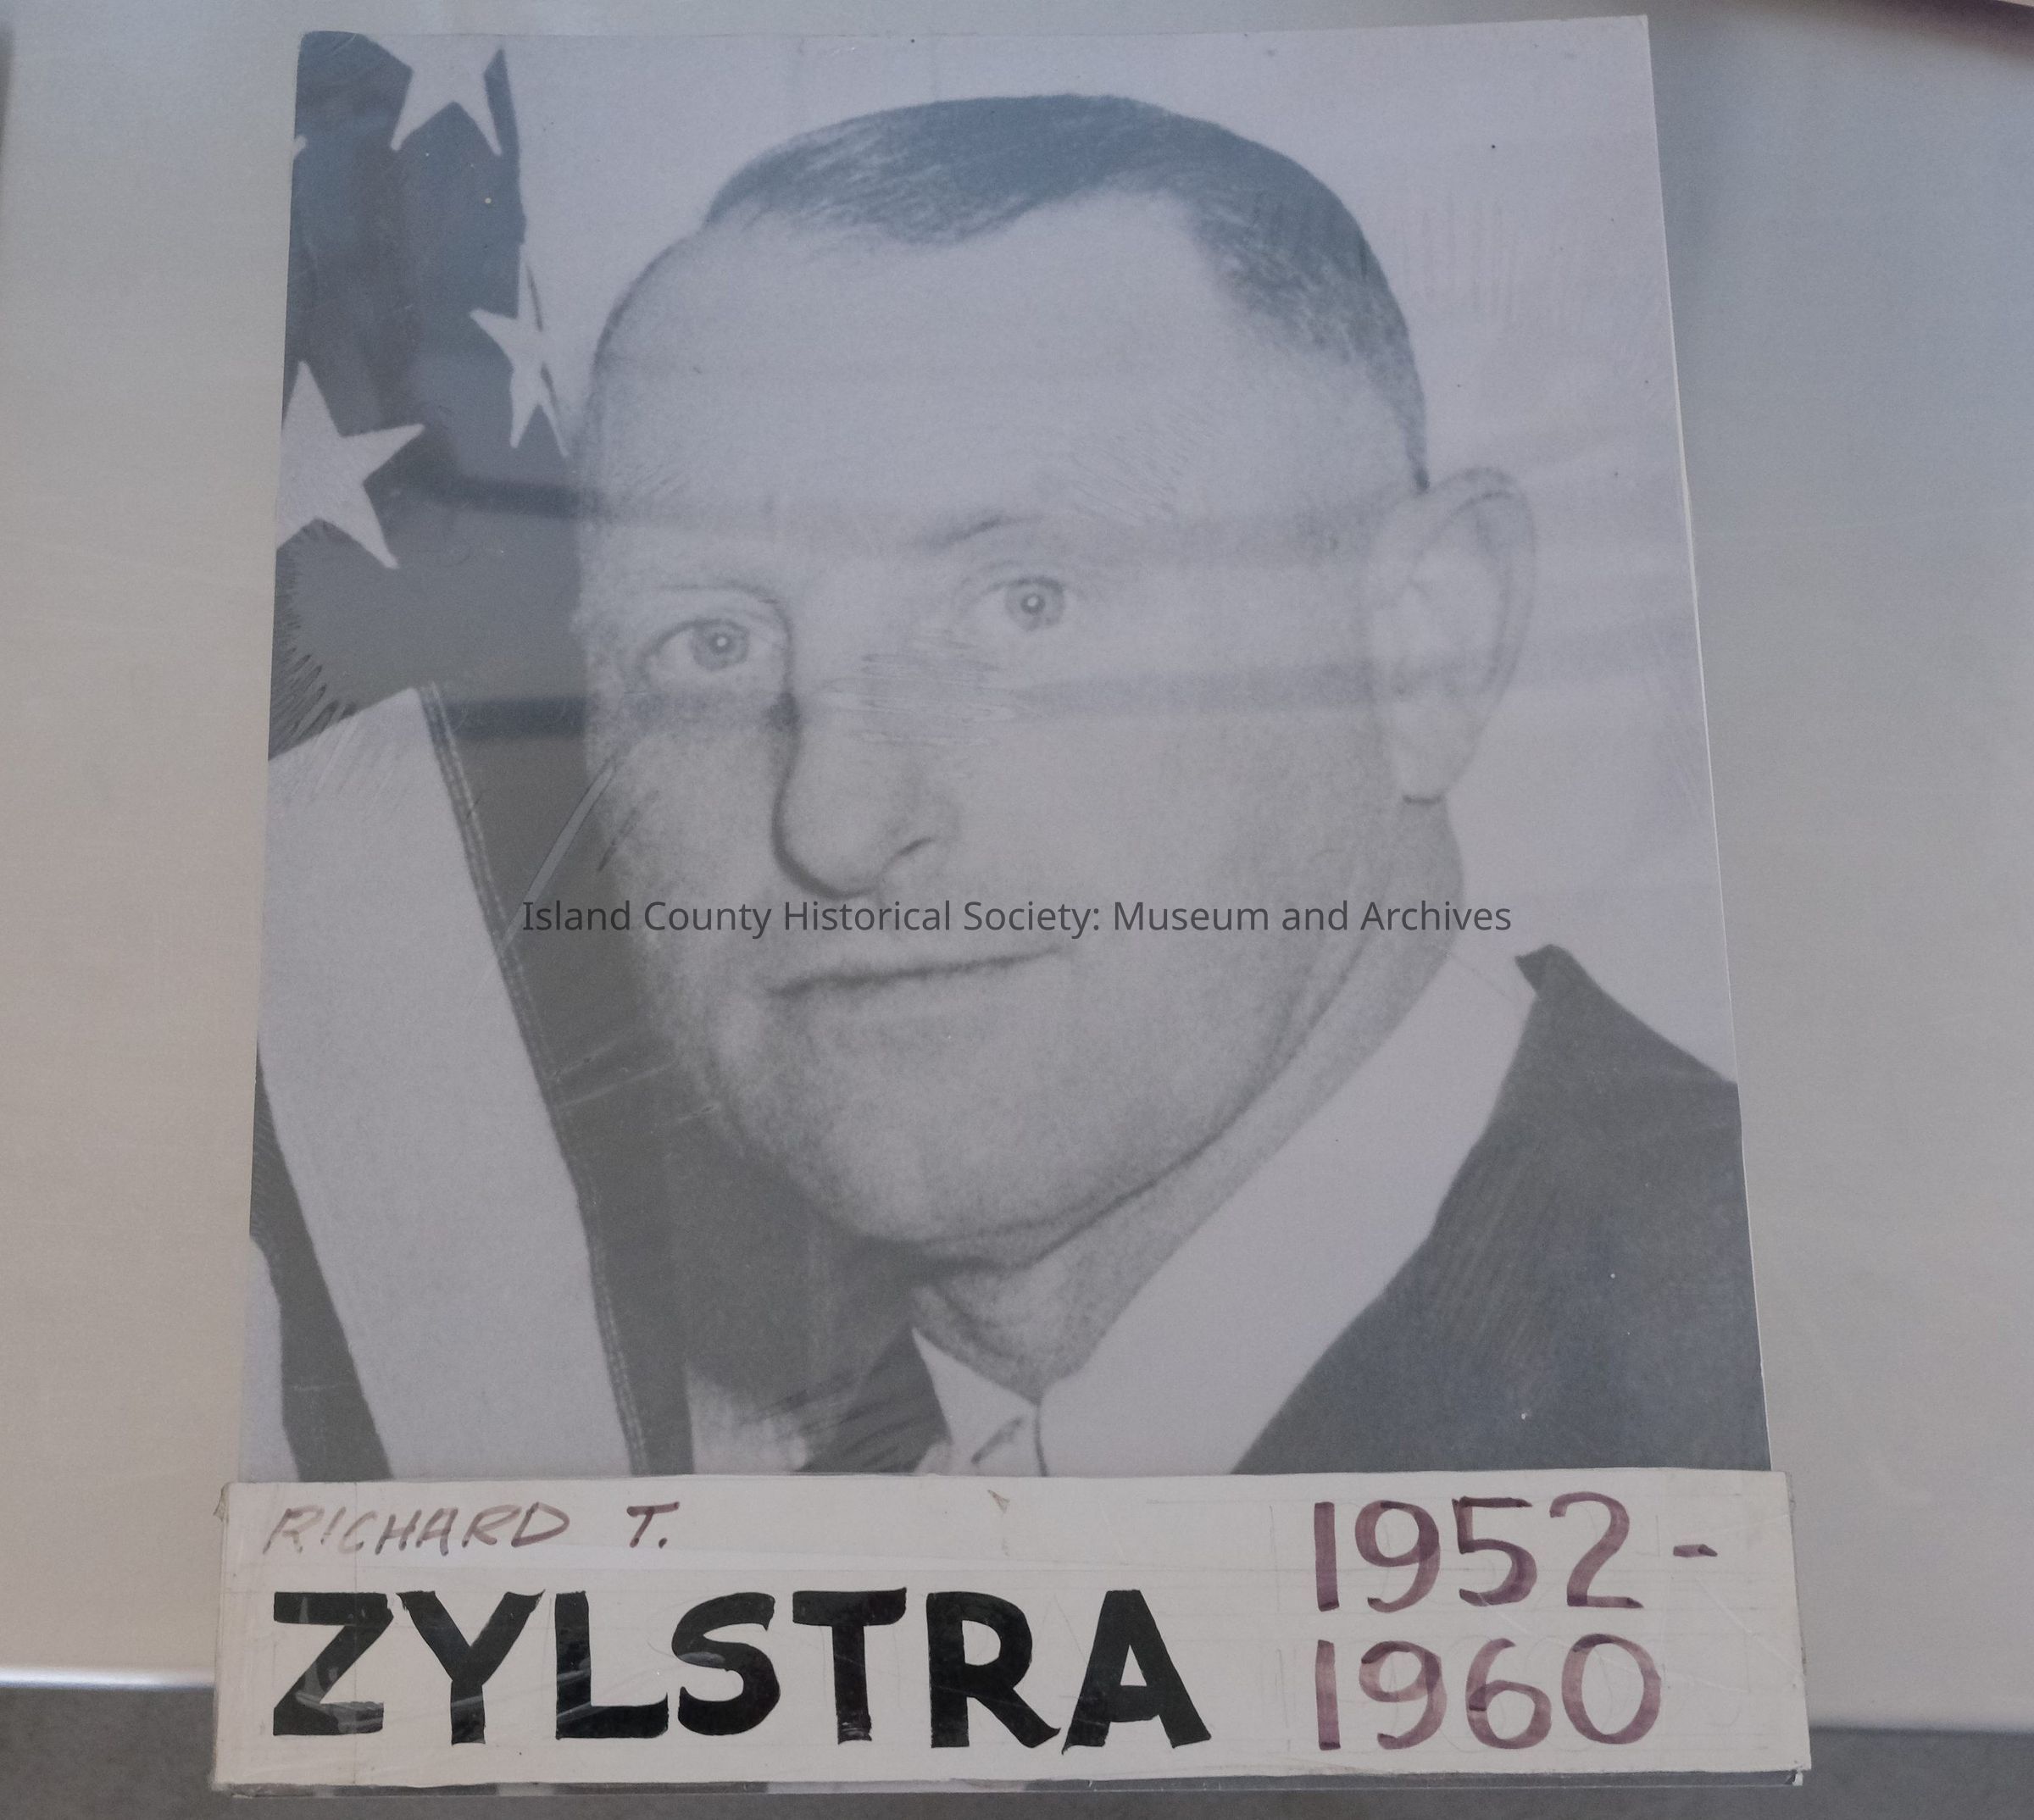 Island County Historical Society: Museum and Archives
RICHARD T.
ZYLSTRA
1952-
1960